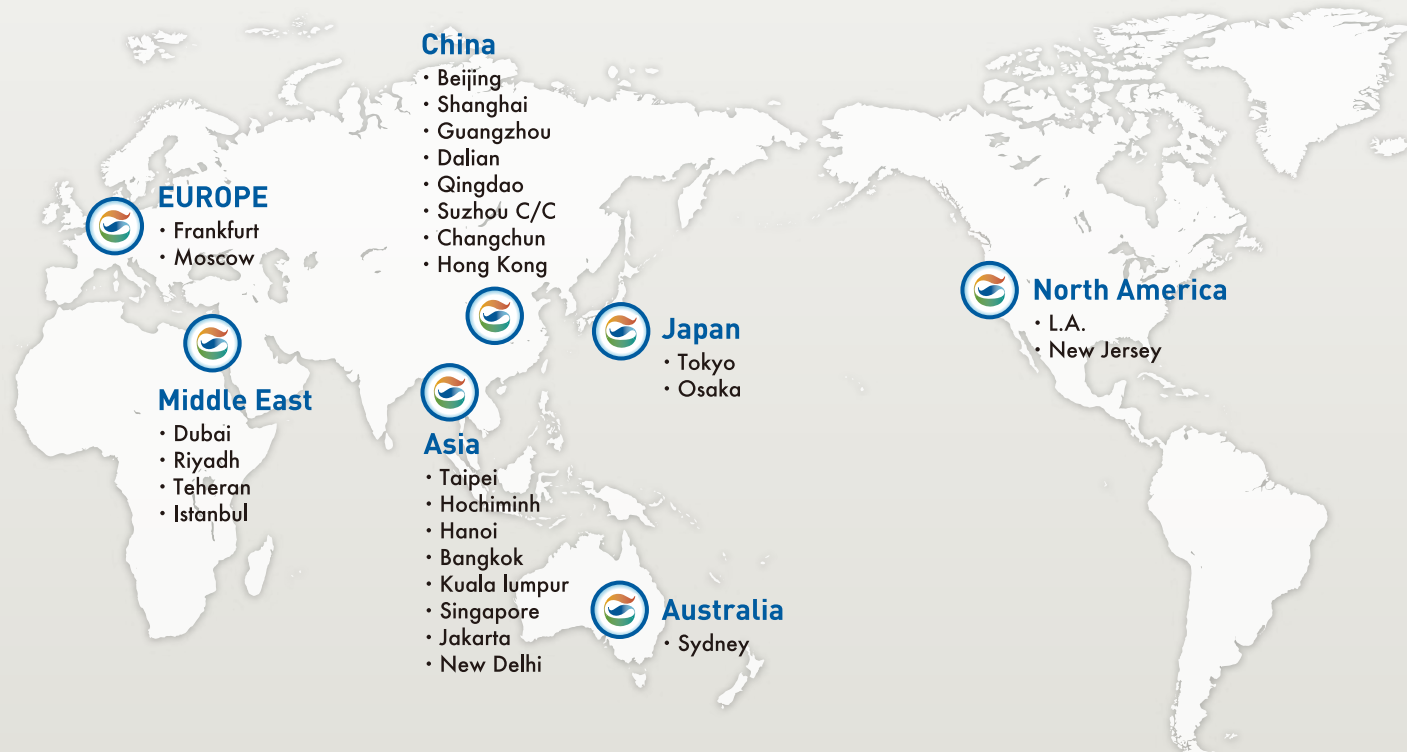 China
· Beijing
· Shanghai
· Guangzhou
· Dalian
· Qingdao
· Suzhou C/C
· Changchun
· Hong Kong
EUROPE
· Frankfurt
· Moscow
Middle East
· Dubai
· Riyadh
· Teheran
· Istanbul
Asia
· Taipei
· Hochiminh
· Hanoi
· Bangkok
· Kuala lumpur
· Singapore
· Jakarta
· New Delhi
Japan
· Tokyo
· Osaka
Australia
· Sydney
North America
· L.A.
· New Jersey